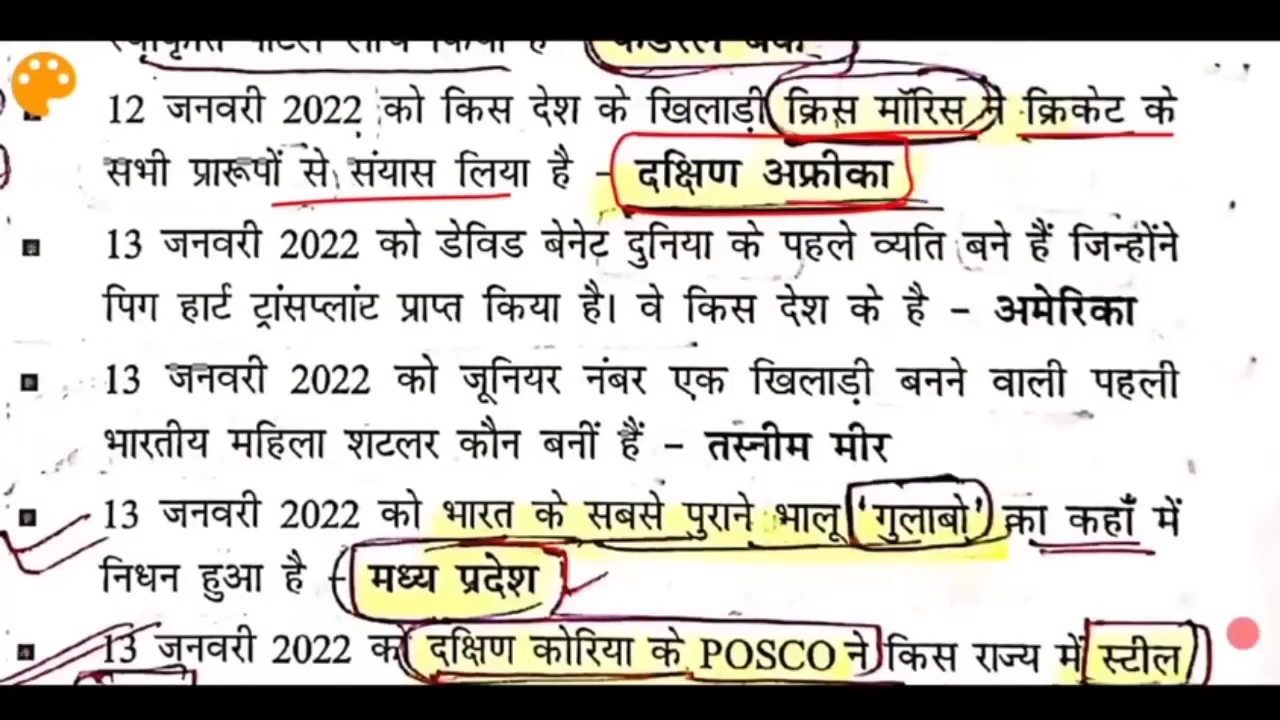 12 जनवरी 2022 को किस देश के खिलाड़ी क्रिस मॉरिस ने क्रिकेट के
सभी प्रारूपों से संयास लिया है – दक्षिण अफ्रीका
13 जनवरी 2022 को डेविड बेनेट दुनिया के पहले व्यति बने हैं जिन्होंने
पिग हार्ट ट्रांसप्लांट प्राप्त किया है। वे किस देश के है – अमेरिका
13 जनवरी 2022 को जूनियर नंबर एक खिलाड़ी बनने वाली पहली
भारतीय महिला शटलर कौन बनीं हैं – तस्नीम मीर
13 जनवरी 2022 को भारत के सबसे पुराने भालू 'गुलाबो' का कहाँ में
निधन हुआ है – मध्य प्रदेश
13 जनवरी 2022 को दक्षिण कोरिया के POSCO ने किस राज्य में स्टील